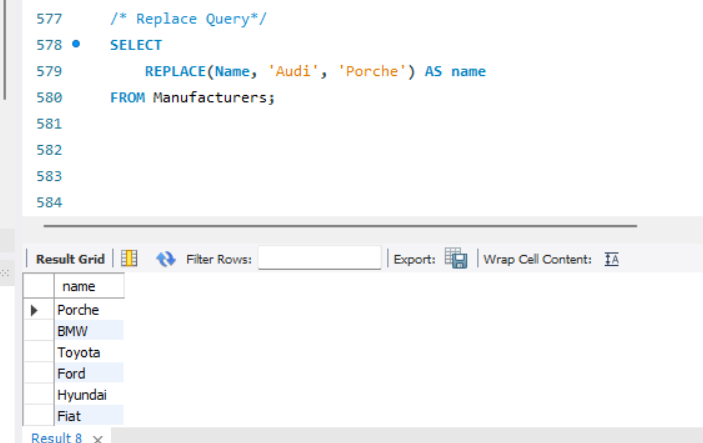 577 /* Replace Query*/
578 SELECT
579 REPLACE(Name, 'Audi', 'Porche') AS name
580 FROM Manufacturers;
581
582
583
584
Result Grid Filter Rows: Export: Wrap Cell Content: IA
name
Porche
BMW
Toyota
Ford
Hyundai
Fiat
Result 8 ×